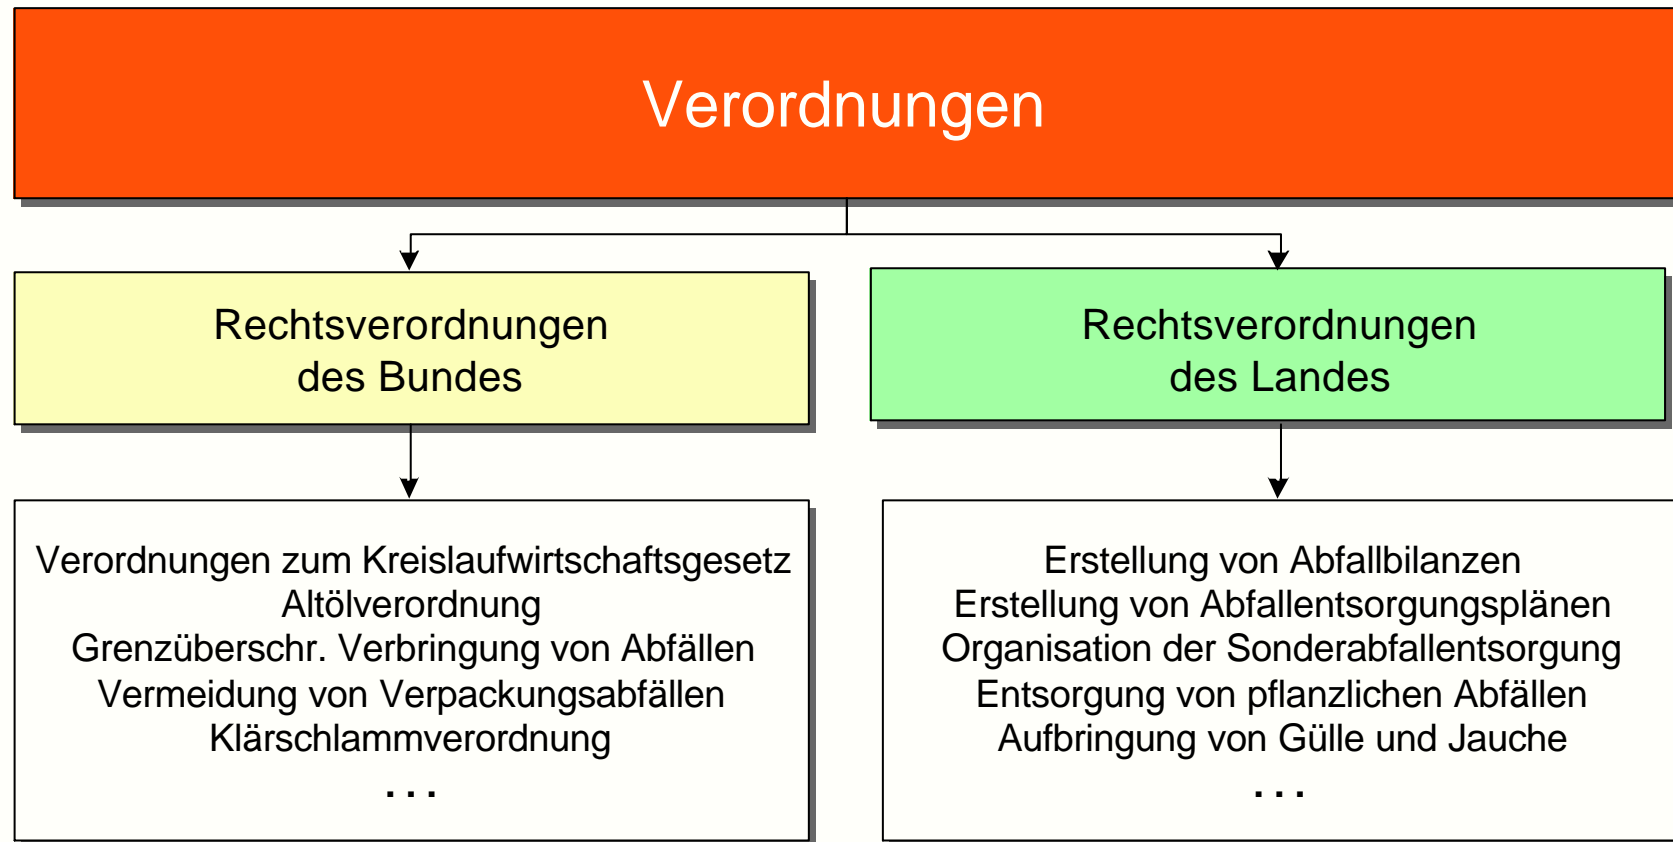 Verordnungen
Rechtsverordnungen
des Bundes
Rechtsverordnungen
des Landes
Verordnungen zum Kreislaufwirtschaftsgesetz
Altölverordnung
Grenzüberschr. Verbringung von Abfällen
Vermeidung von Verpackungsabfällen
Klärschlammverordnung
...
Erstellung von Abfallbilanzen
Erstellung von Abfallentsorgungsplänen
Organisation der Sonderabfallentsorgung
Entsorgung von pflanzlichen Abfällen
Aufbringung von Gülle und Jauche
...